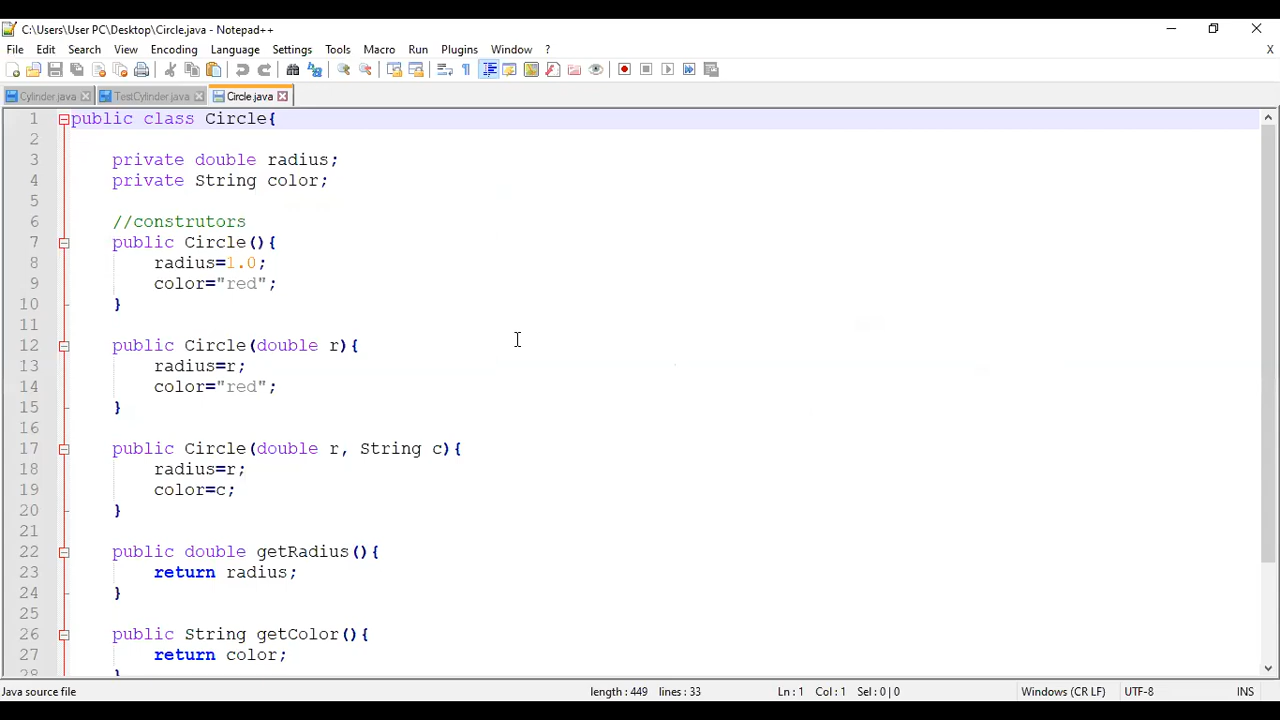 C:\Users\User PC\Desktop\Circle.java - Notepad++
File Edit Search View Encoding Language Settings Tools Macro Run Plugins Window ? X
Cylinder.java TestCylinder.java Circle.java
1 public class Circle{
2
3 private double radius;
4 private String color;
5
6 //construtors
7 public Circle(){
8 radius=1.0;
9 color="red";
10 }
11
12 public Circle(double r){
13 radius=r;
14 color="red";
15 }
16
17 public Circle(double r, String c){
18 radius=r;
19 color=c;
20 }
21
22 public double getRadius(){
23 return radius;
24 }
25
26 public String getColor(){
27 return color;
28 }
Java source file length : 449 lines : 33 Ln : 1 Col : 1 Sel : 0 | 0 Windows (CR LF) UTF-8 INS